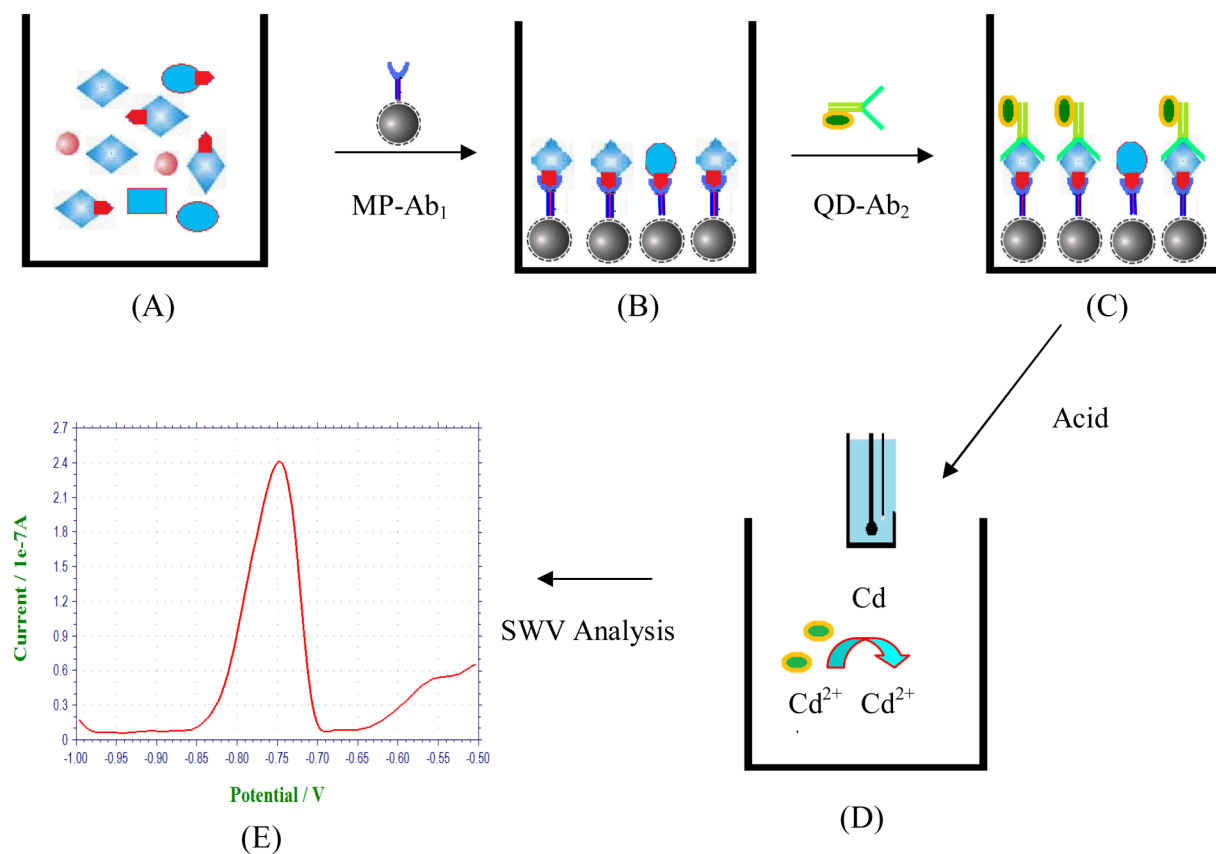 MP-Ab₁
QD-Ab₂
(A)
(B)
(C)
Acid
Cd
Cd²⁺ Cd²⁺
(D)
SWV Analysis
Current / 1e-7A
2.7
2.4
2.1
1.8
1.5
1.2
0.9
0.6
0.3
0
-1.00 -0.95 -0.90 -0.85 -0.80 -0.75 -0.70 -0.65 -0.60 -0.55 -0.50
Potential / V
(E)